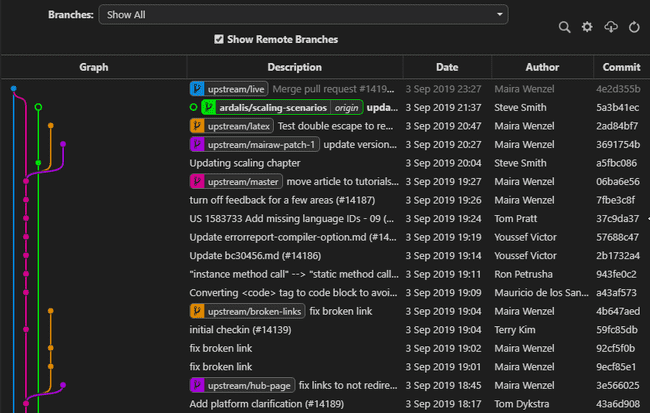 Branches: Show All
Show Remote Branches
Graph Description Date Author Commit
upstream/live Merge pull request #1419... 3 Sep 2019 23:27 Maira Wenzel 4e2d355b
ardalis/scaling-scenarios origin upda... 3 Sep 2019 21:37 Steve Smith 5a3b41ec
upstream/latex Test double escape to re... 3 Sep 2019 20:47 Maira Wenzel 2ad84bf7
upstream/mairaw-patch-1 update version... 3 Sep 2019 20:27 Maira Wenzel 3691754b
Updating scaling chapter 3 Sep 2019 20:04 Steve Smith a5fbc086
upstream/master move article to tutorials... 3 Sep 2019 19:27 Maira Wenzel 06ba6e56
turn off feedback for a few areas (#14187) 3 Sep 2019 19:26 Maira Wenzel 7fbe3c8f
US 1583733 Add missing language IDs - 09 (... 3 Sep 2019 19:24 Tom Pratt 37c9da37
Update errorreport-compiler-option.md (#14... 3 Sep 2019 19:19 Youssef Victor 57688c47
Update bc30456.md (#14186) 3 Sep 2019 19:14 Youssef Victor 2b1732a4
"instance method call" --> "static method call... 3 Sep 2019 19:11 Ron Petrusha 943fe0c2
Converting <code> tag to code block to avoi... 3 Sep 2019 19:09 Mauricio de los San... a43af573
upstream/broken-links fix broken link 3 Sep 2019 19:04 Maira Wenzel 4b647aed
initial checkin (#14139) 3 Sep 2019 19:04 Terry Kim 59fc85db
fix broken link 3 Sep 2019 19:02 Maira Wenzel 92cf5f0b
fix broken link 3 Sep 2019 19:01 Maira Wenzel 9ecf85e1
upstream/hub-page fix links to not redire... 3 Sep 2019 18:45 Maira Wenzel 3e566025
Add platform clarification (#14189) 3 Sep 2019 18:17 Tom Dykstra 43a6d908